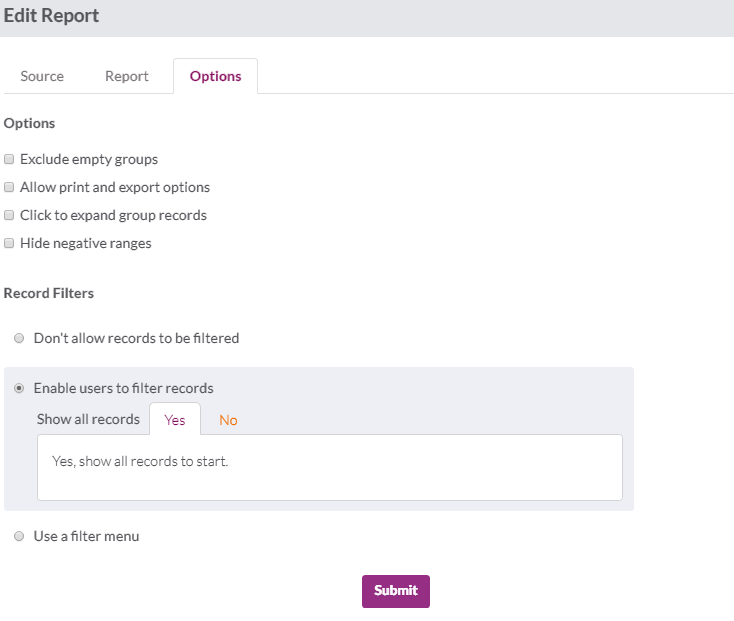 Edit Report
Source Report Options
Options
Exclude empty groups
Allow print and export options
Click to expand group records
Hide negative ranges
Record Filters
Don't allow records to be filtered
Enable users to filter records
Show all records Yes No
Yes, show all records to start.
Use a filter menu
Submit